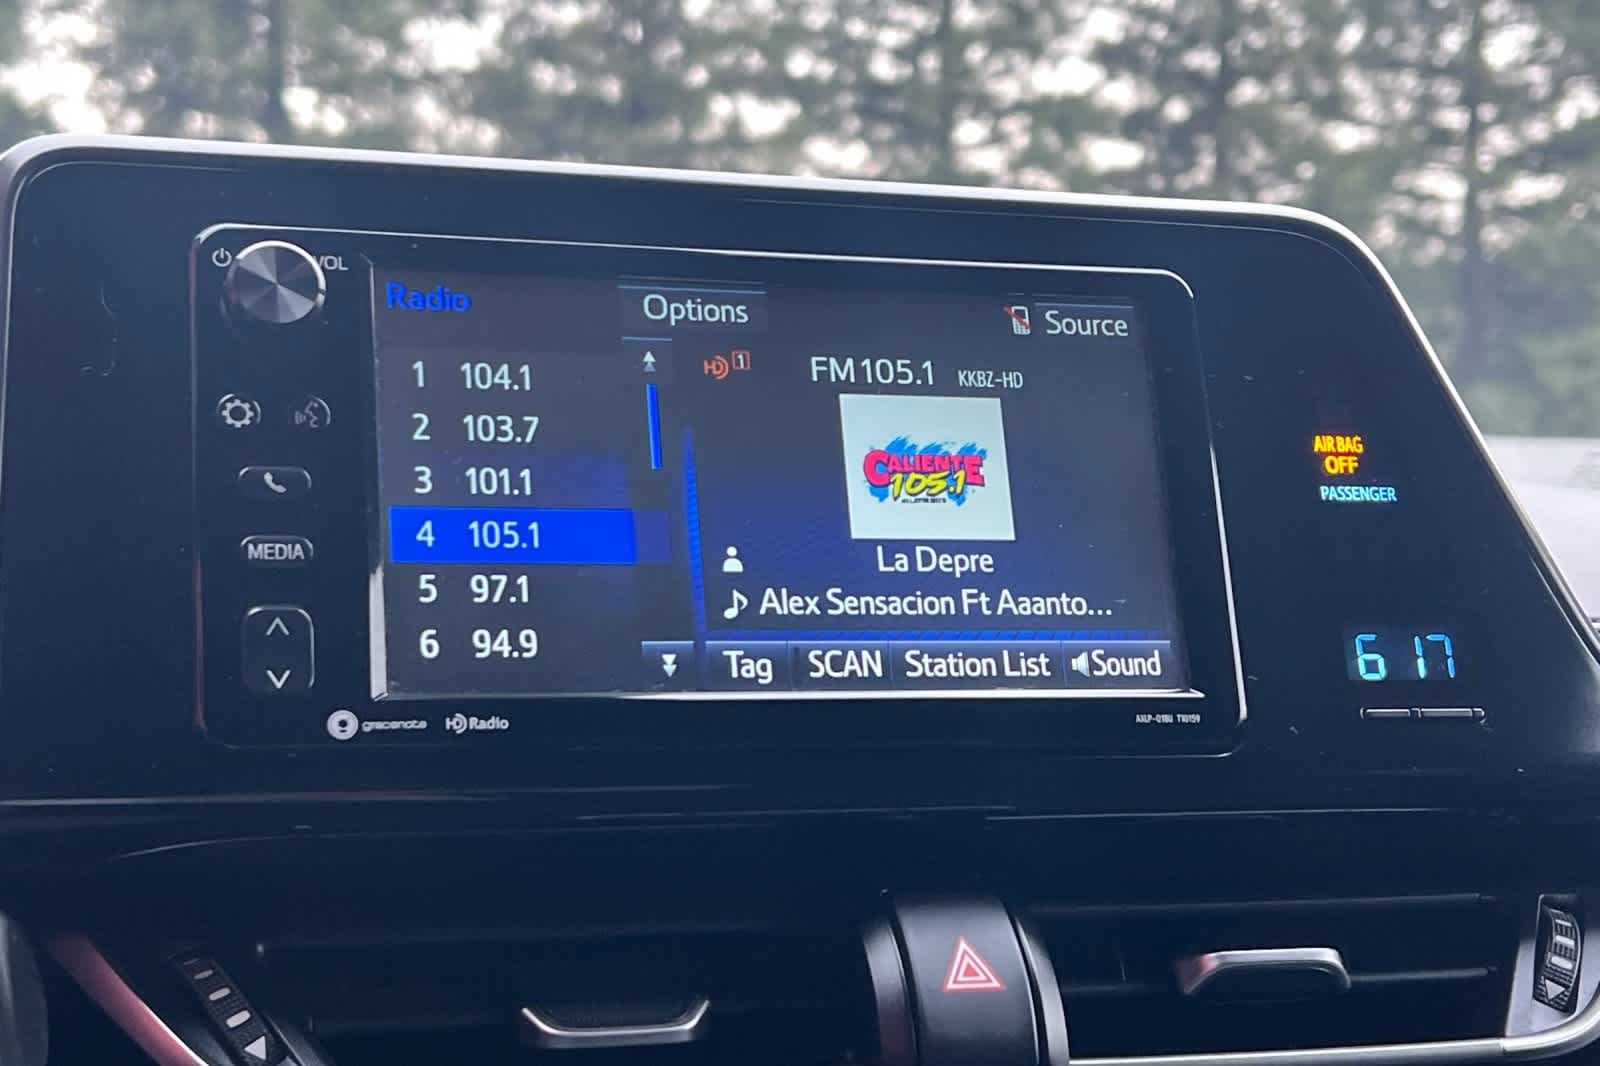 VOL
Radio
Options
Source
1 104.1
2 103.7
3 101.1
4 105.1
5 97.1
6 94.9
HD 1
FM 105.1 KKBZ-HD
CALIENTE
105.1
La Depre
Alex Sensacion Ft Aaanto...
Tag
SCAN
Station List
Sound
MEDIA
gracenote
HD Radio
AIR BAG
OFF
PASSENGER
6 17